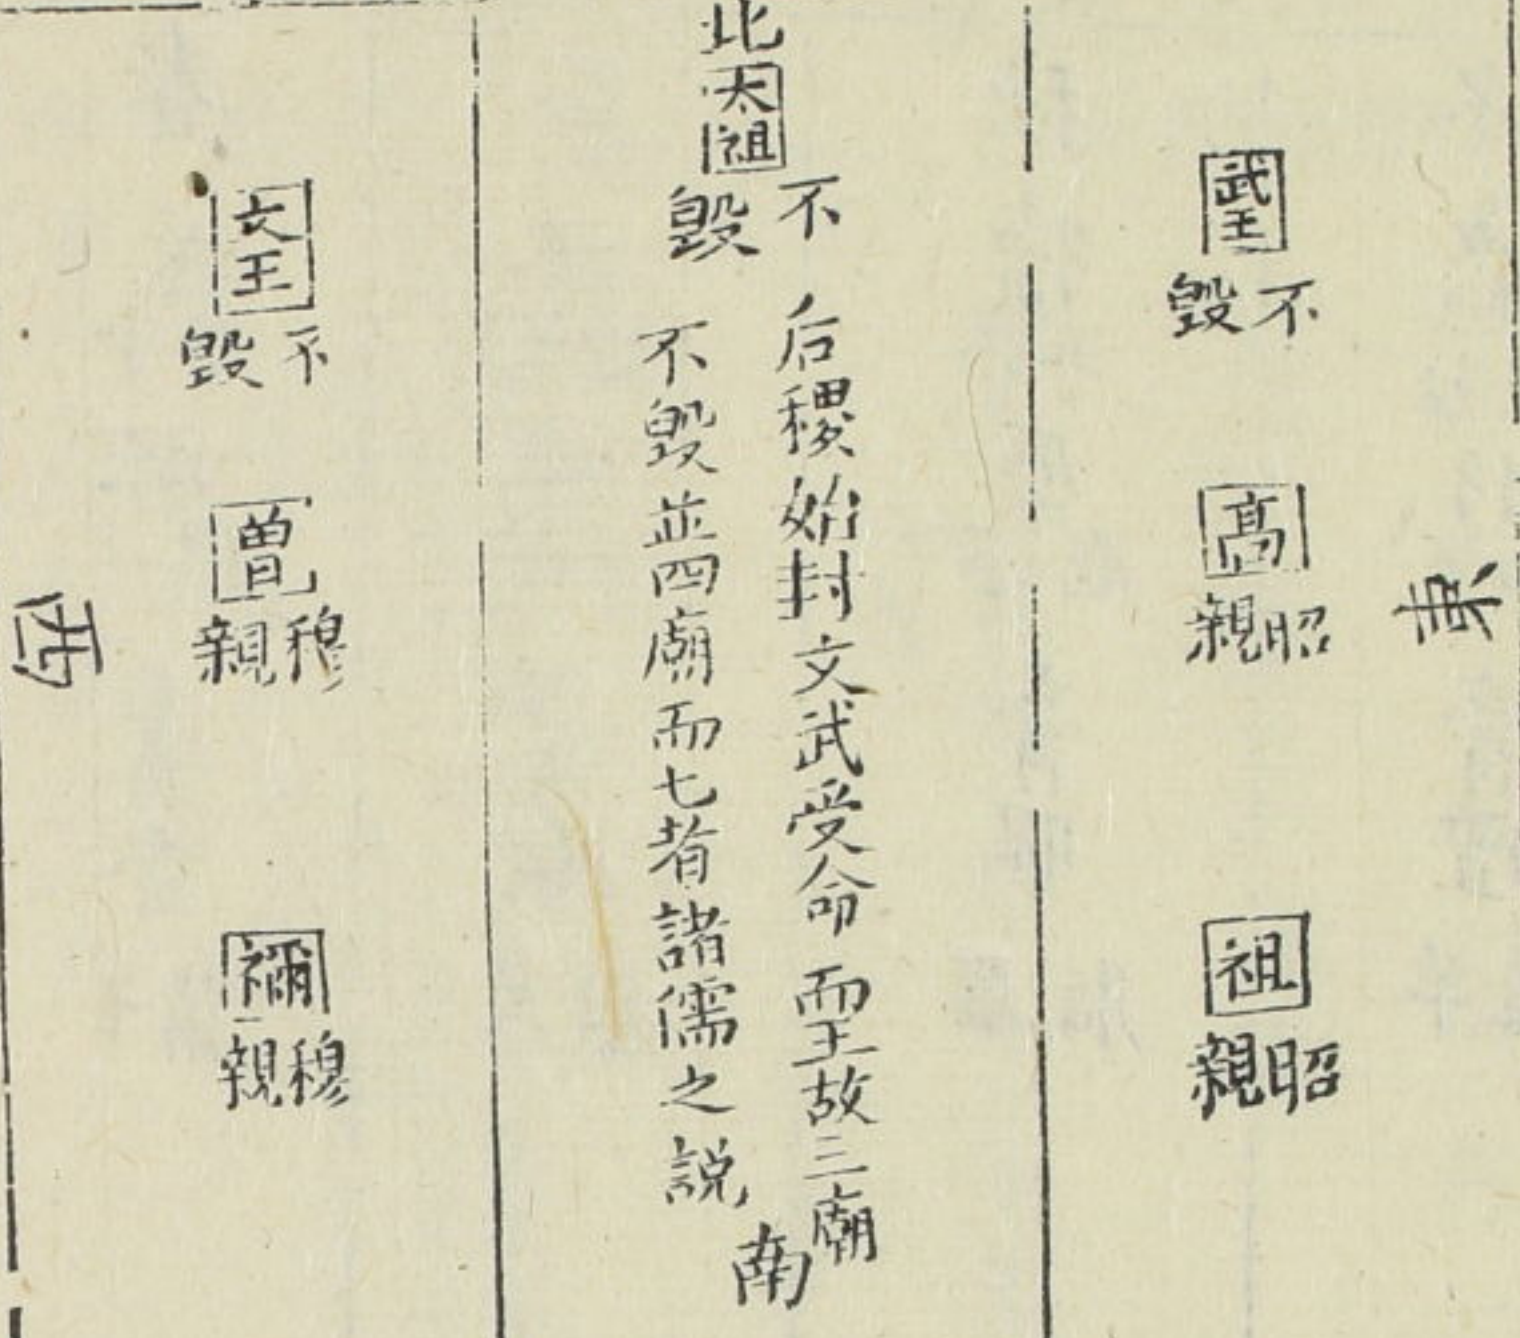 東
武王
不毀
高
昭親
祖
昭親
北
太祖
不毀
后稷始封文武受命而王故三廟
不毀並四廟而七者諸儒之説
南
文王
不毀
曽
穆親
禰
穆親
西